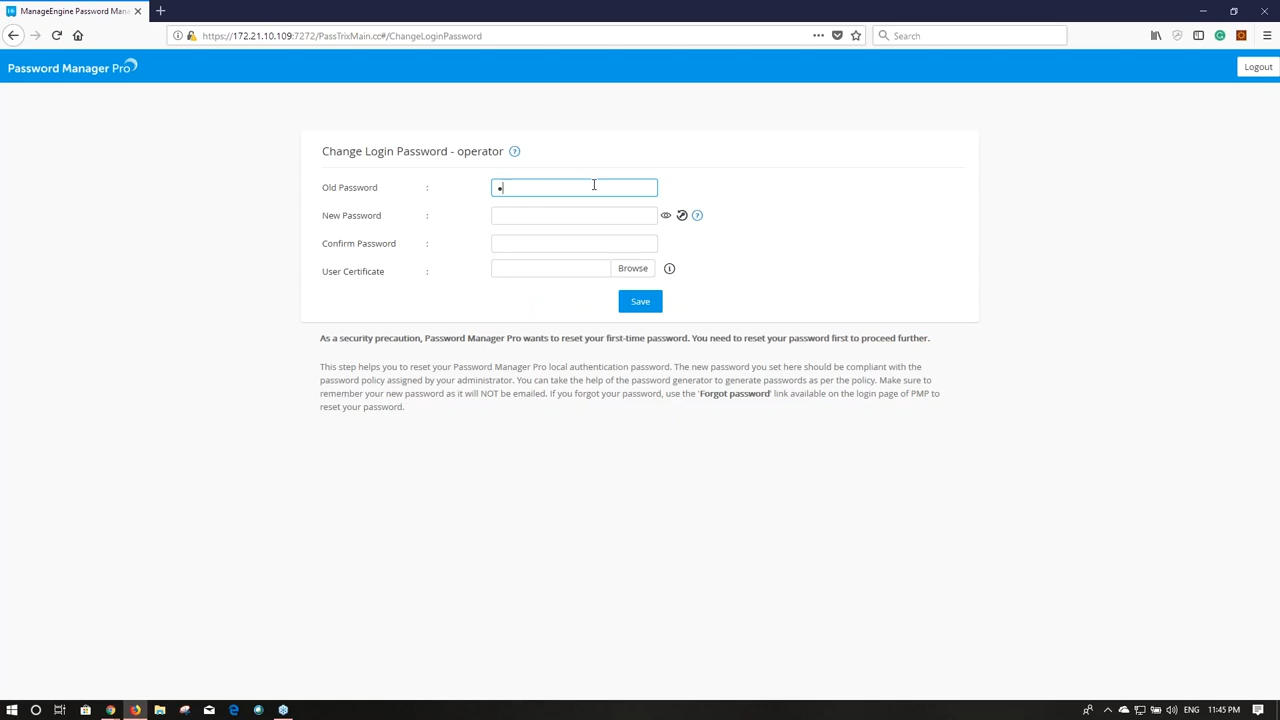 ManageEngine Password Mana
https://172.21.10.109:7272/PassTrixMain.cc#/ChangeLoginPassword
Search
Password Manager Pro
Logout
Change Login Password - operator ?
Old Password :
New Password : ?
Confirm Password :
User Certificate : Browse
Save
As a security precaution, Password Manager Pro wants to reset your first-time password. You need to reset your password first to proceed further.
This step helps you to reset your Password Manager Pro local authentication password. The new password you set here should be compliant with the
password policy assigned by your administrator. You can take the help of the password generator to generate passwords as per the policy. Make sure to
remember your new password as it will NOT be emailed. If you forgot your password, use the 'Forgot password' link available on the login page of PMP to
reset your password.
ENG 11:45 PM